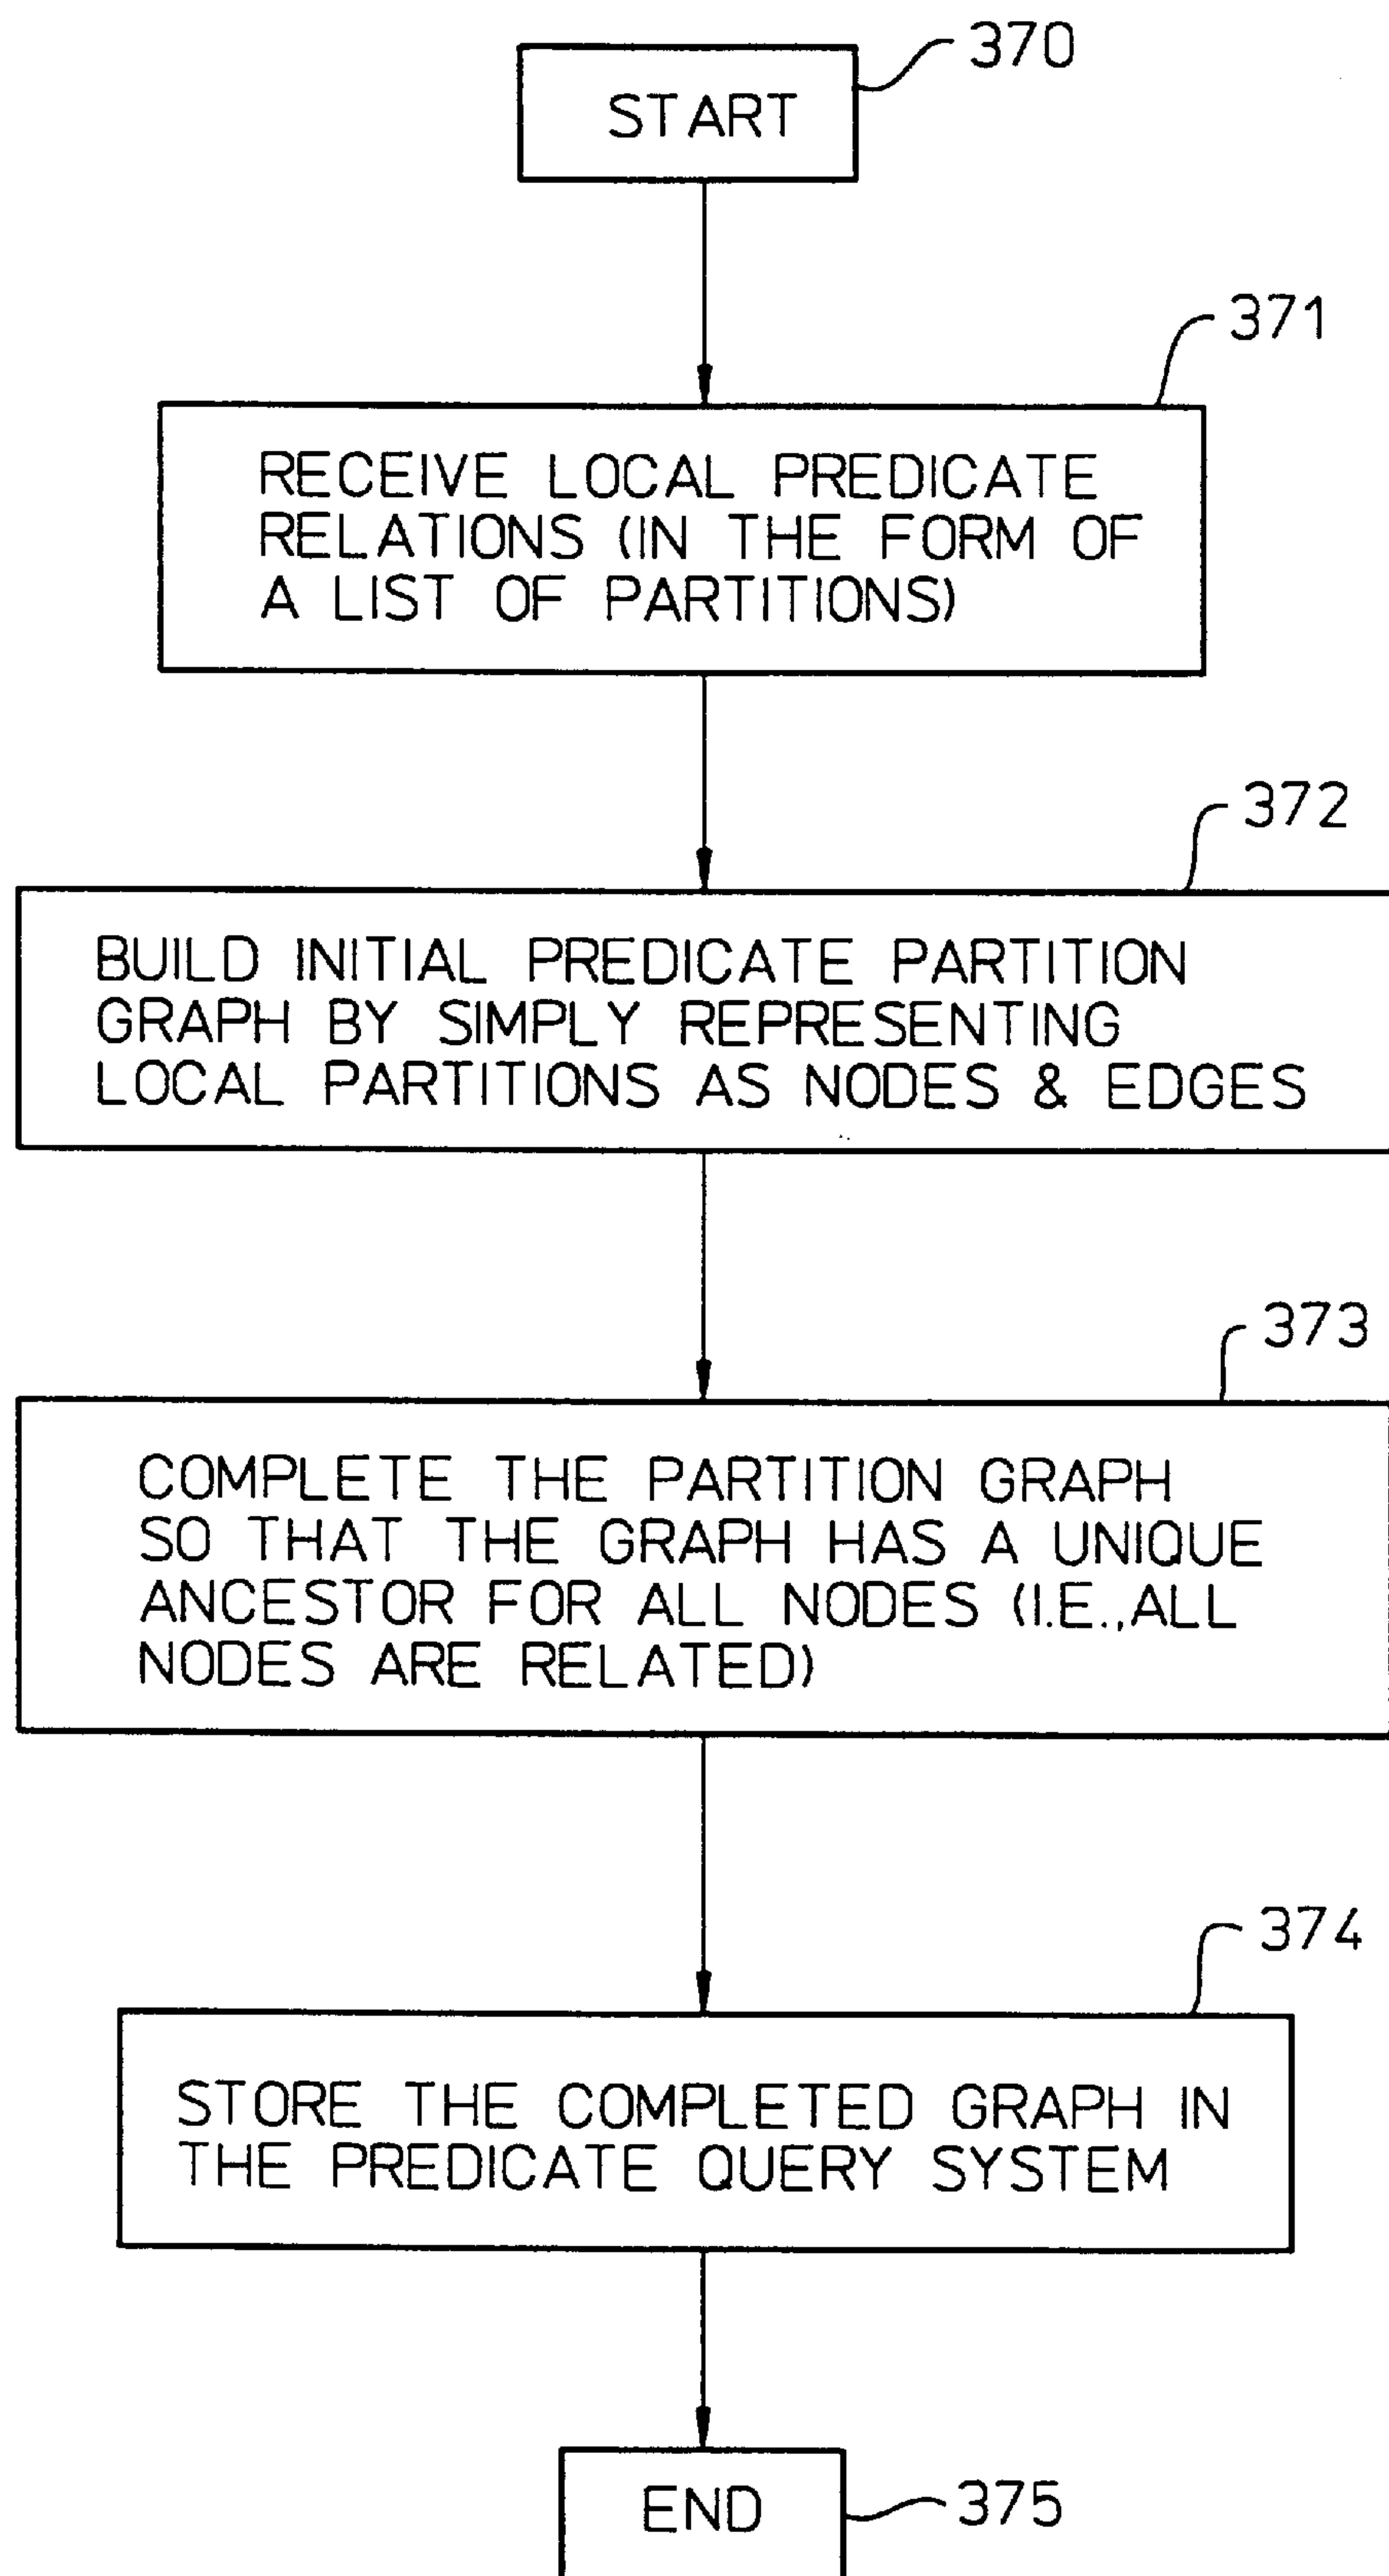 370
START
371
RECEIVE LOCAL PREDICATE
RELATIONS (IN THE FORM OF
A LIST OF PARTITIONS)
372
BUILD INITIAL PREDICATE PARTITION
GRAPH BY SIMPLY REPRESENTING
LOCAL PARTITIONS AS NODES & EDGES
373
COMPLETE THE PARTITION GRAPH
SO THAT THE GRAPH HAS A UNIQUE
ANCESTOR FOR ALL NODES (I.E.,ALL
NODES ARE RELATED)
374
STORE THE COMPLETED GRAPH IN
THE PREDICATE QUERY SYSTEM
END
375